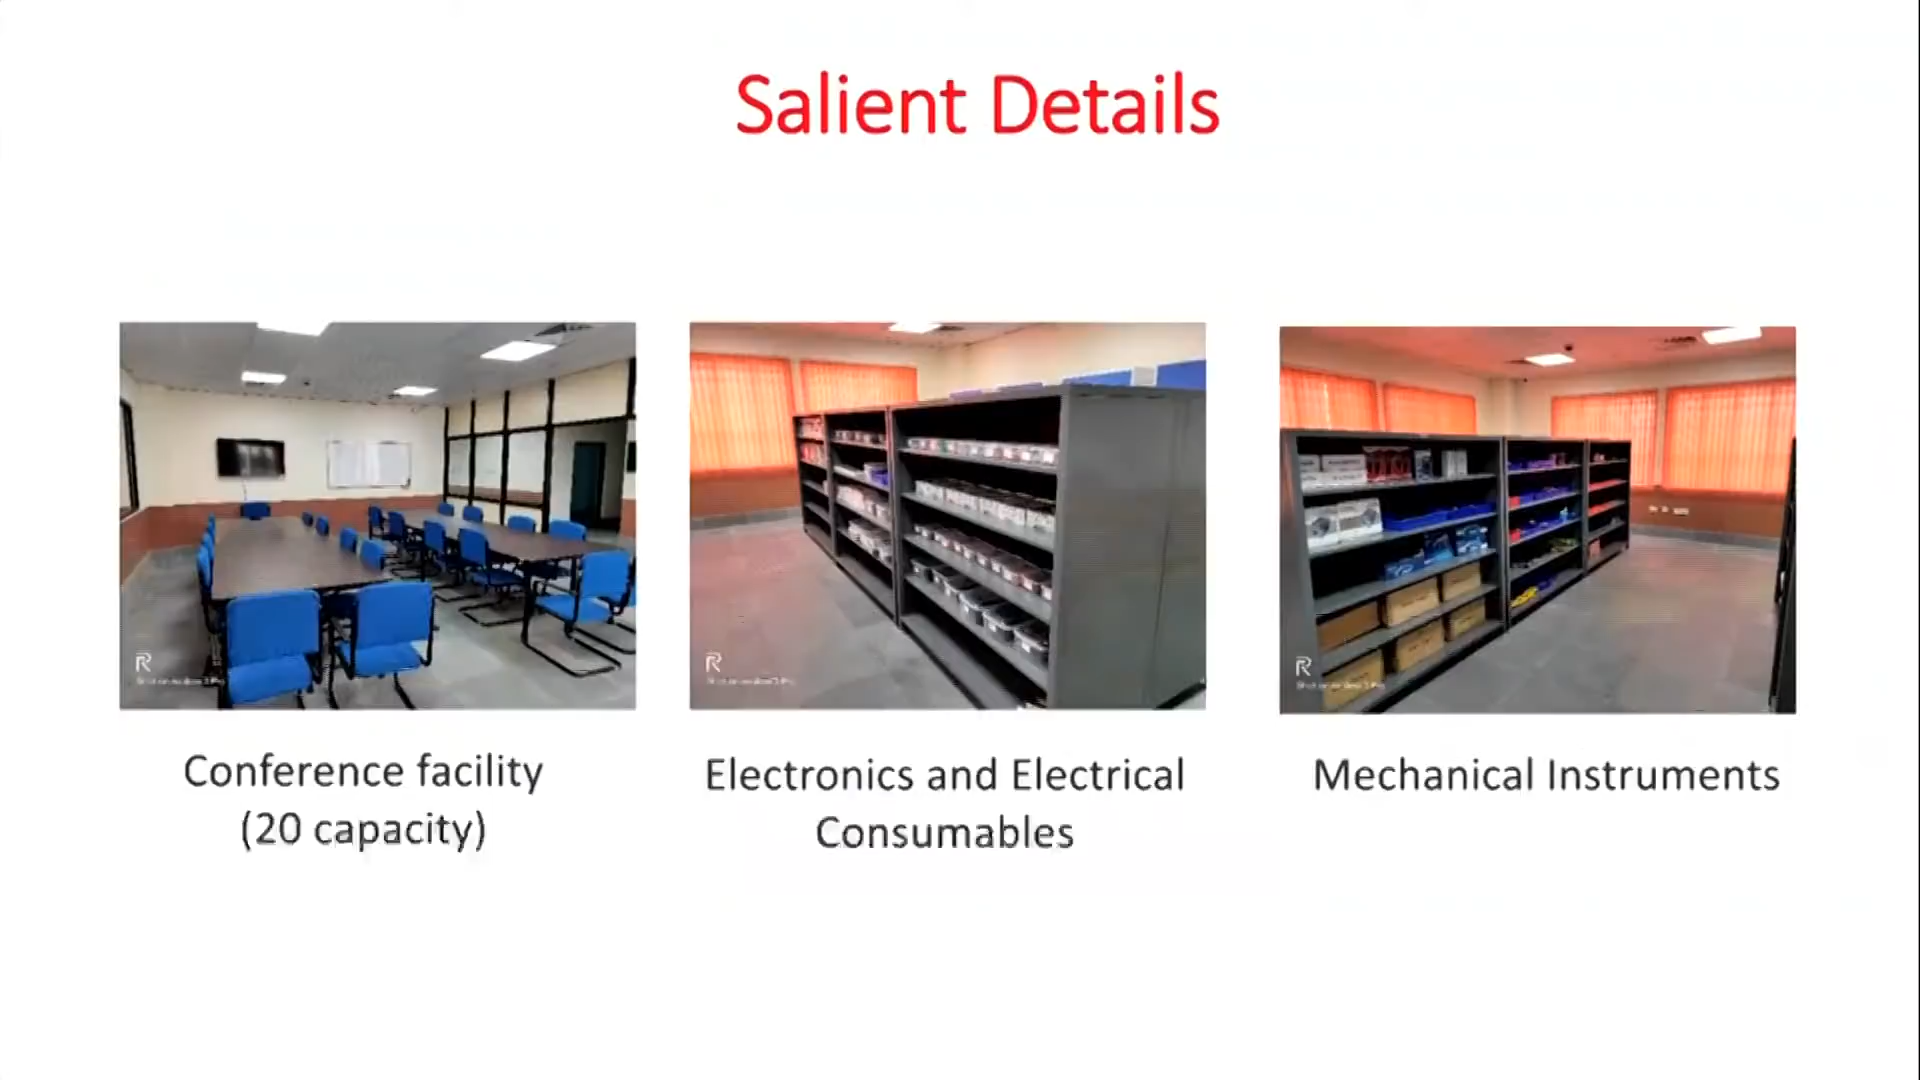 Salient Details
Conference facility
(20 capacity)
Electronics and Electrical
Consumables
Mechanical Instruments